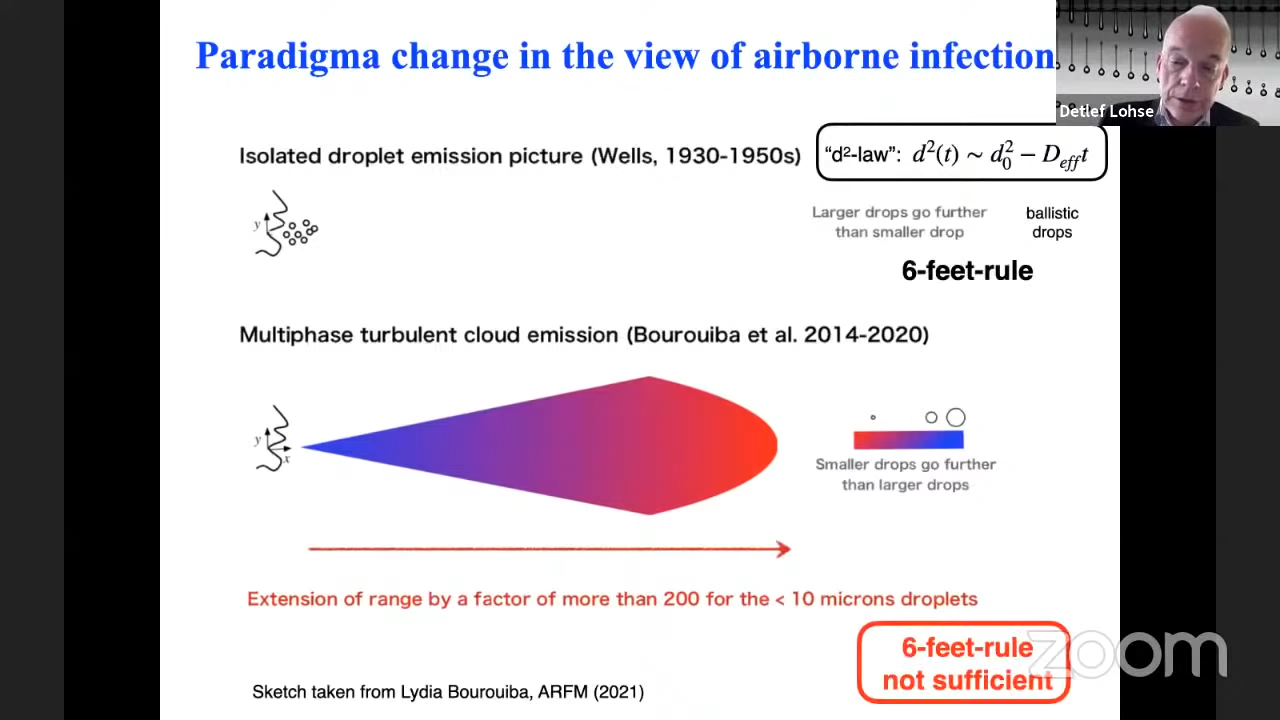 Paradigma change in the view of airborne infection
Detlef Lohse
Isolated droplet emission picture (Wells, 1930-1950s)
“d²-law”: d²(t) ~ d₀² − D_eff t
y
Larger drops go further
than smaller drop
ballistic
drops
6-feet-rule
Multiphase turbulent cloud emission (Bourouiba et al. 2014-2020)
y
x
Smaller drops go further
than larger drops
Extension of range by a factor of more than 200 for the < 10 microns droplets
6-feet-rule
not sufficient
zoom
Sketch taken from Lydia Bourouiba, ARFM (2021)